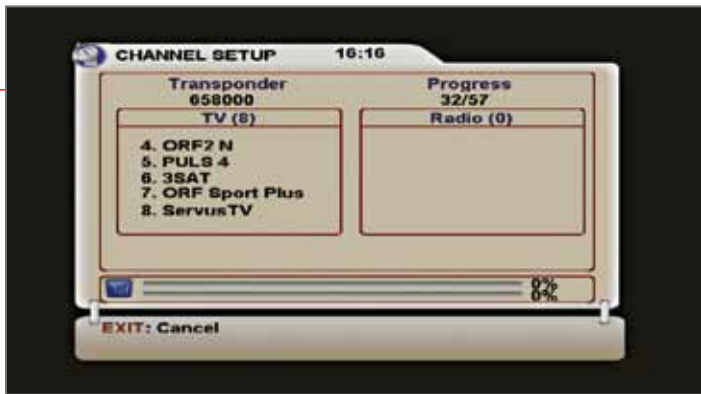 CHANNEL SETUP 16:16
Transponder
658000
Progress
32/57
TV (8)
4. ORF2 N
5. PULS 4
6. 3SAT
7. ORF Sport Plus
8. ServusTV
Radio (0)
0%
0%
EXIT: Cancel